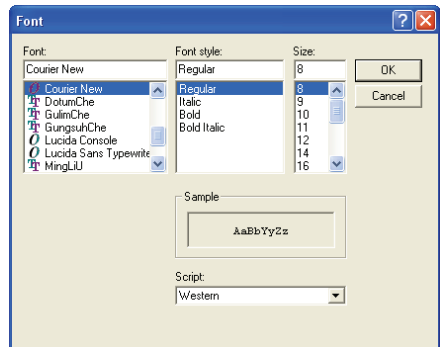 Font
Font:
Font style:
Size:
Courier New
Regular
8
OK
Cancel
Courier New
DotumChe
GulimChe
GungsuhChe
Lucida Console
Lucida Sans Typewrite
MingLiU
Regular
Italic
Bold
Bold Italic
8
9
10
11
12
14
16
Sample
AaBbYyZz
Script:
Western